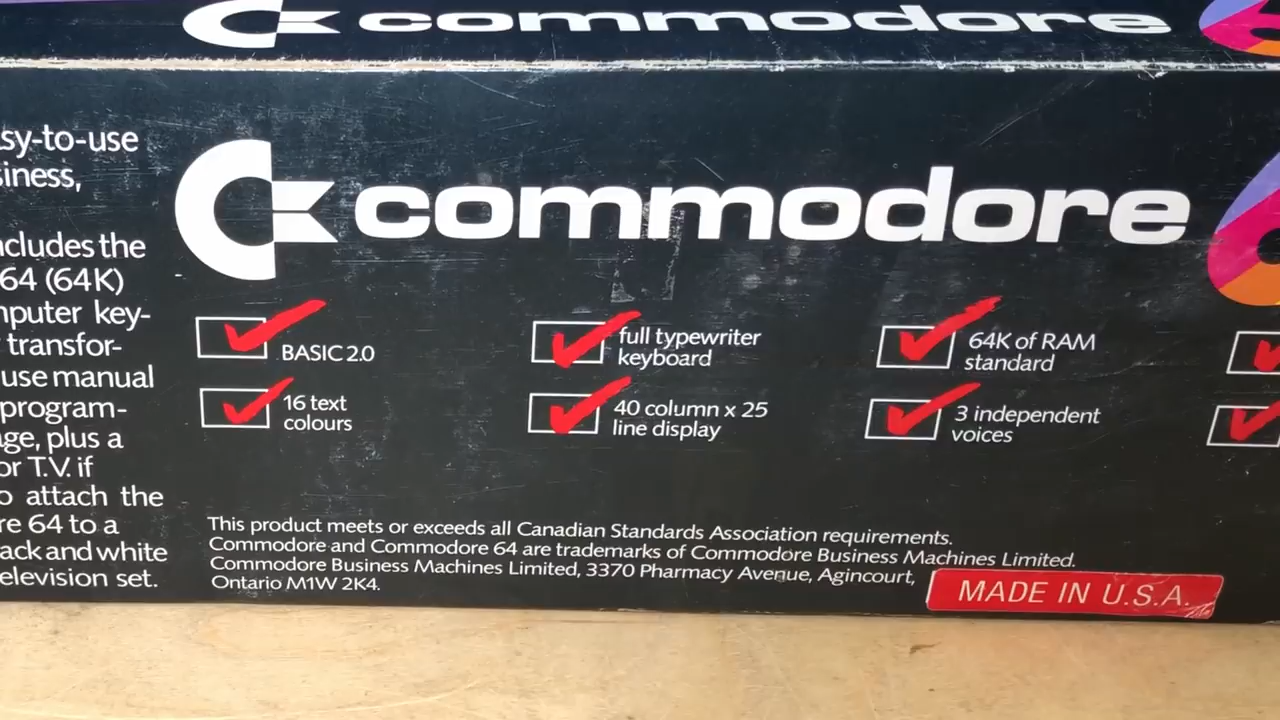 commodore
commodore
sy-to-use
siness,
ncludes the
64 (64K)
mputer key-
transfor-
use manual
program-
age, plus a
or T.V. if
o attach the
re 64 to a
ack and white
elevision set.
BASIC 2.0
full typewriter
keyboard
64K of RAM
standard
16 text
colours
40 column x 25
line display
3 independent
voices
This product meets or exceeds all Canadian Standards Association requirements.
Commodore and Commodore 64 are trademarks of Commodore Business Machines Limited.
Commodore Business Machines Limited, 3370 Pharmacy Avenue, Agincourt,
Ontario M1W 2K4.
MADE IN U.S.A.